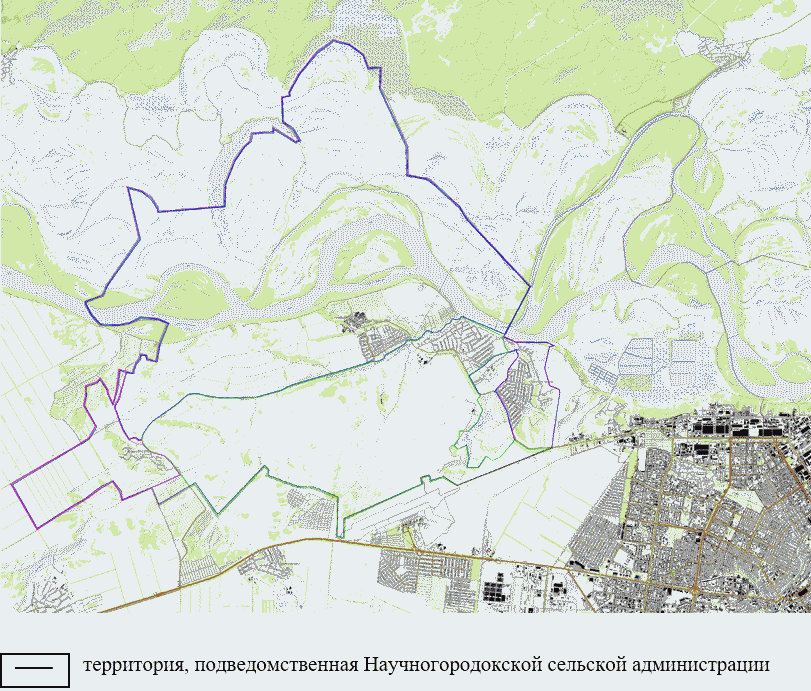 территория, подведомственная Научногородокской сельской администрации